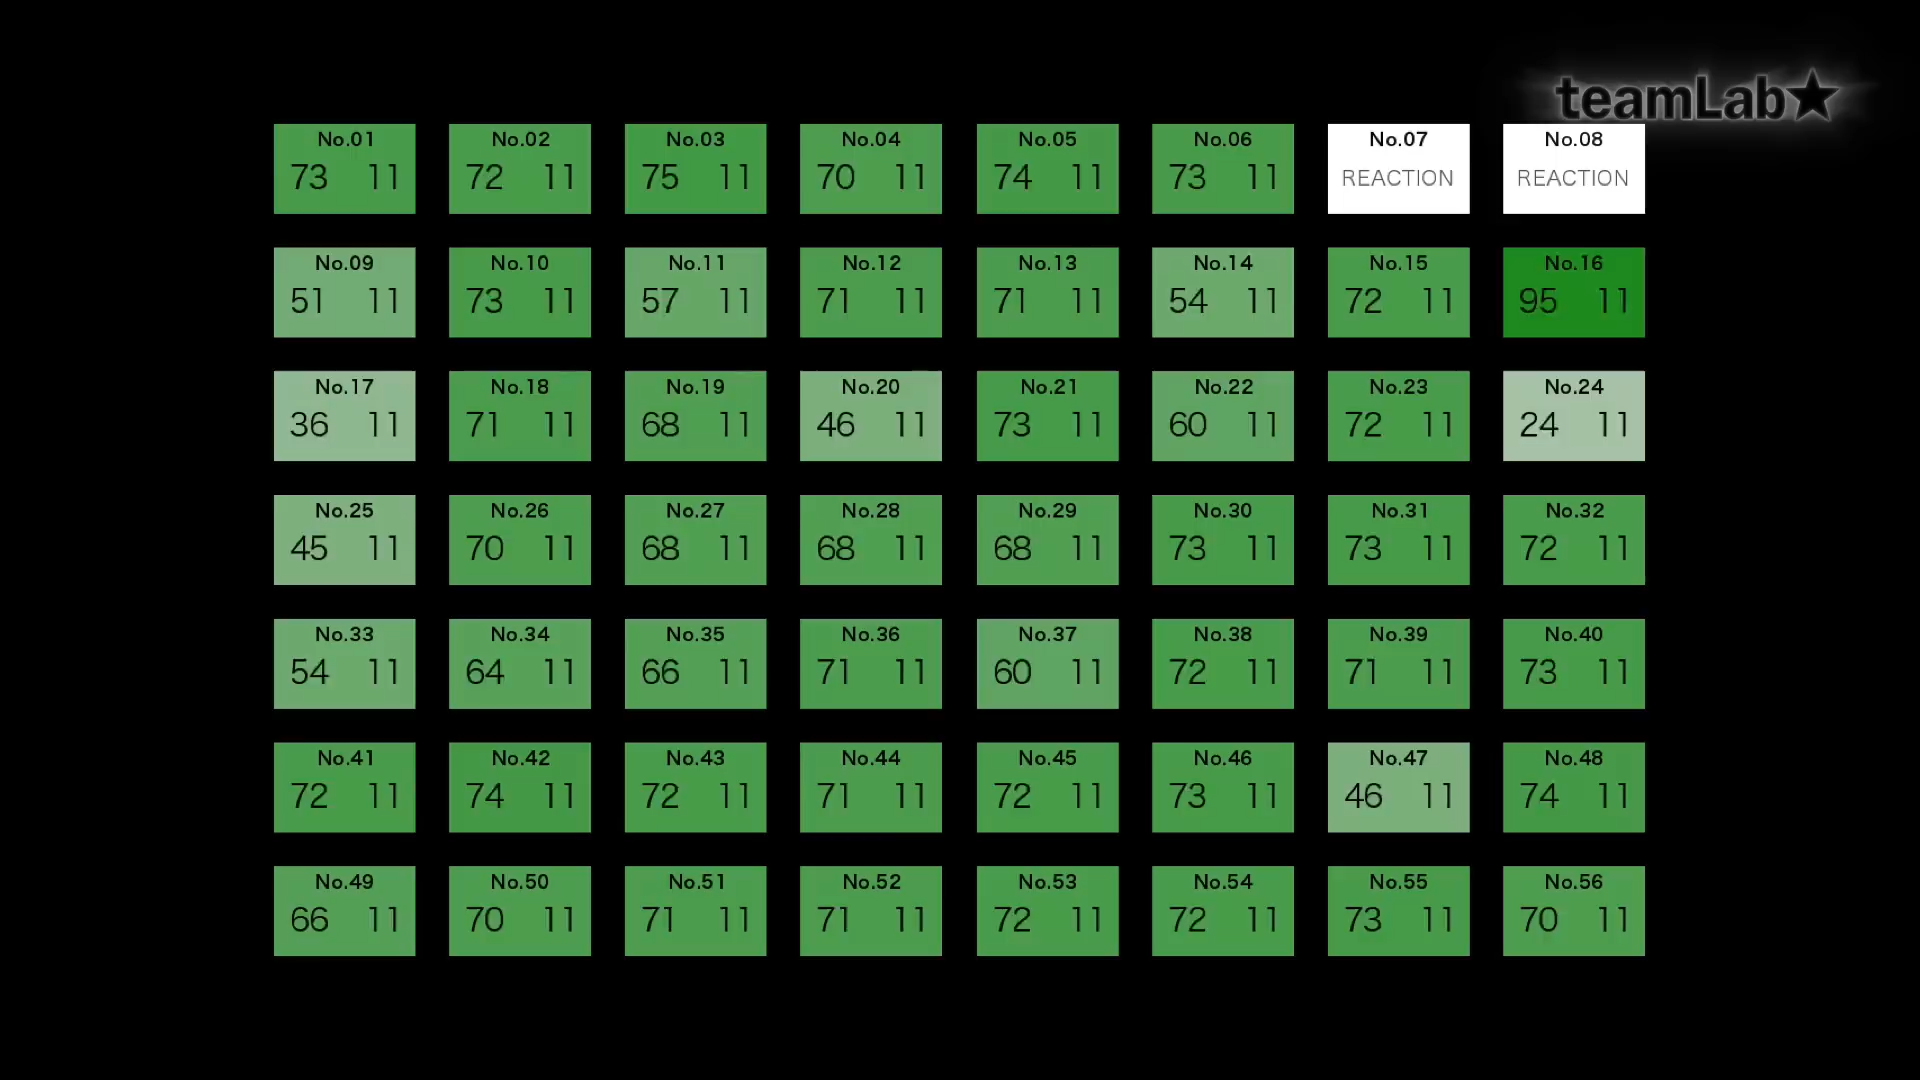 teamLab★
No.01 No.02 No.03 No.04 No.05 No.06 No.07 No.08
73 11 72 11 75 11 70 11 74 11 73 11 REACTION REACTION
No.09 No.10 No.11 No.12 No.13 No.14 No.15 No.16
51 11 73 11 57 11 71 11 71 11 54 11 72 11 95 11
No.17 No.18 No.19 No.20 No.21 No.22 No.23 No.24
36 11 71 11 68 11 46 11 73 11 60 11 72 11 24 11
No.25 No.26 No.27 No.28 No.29 No.30 No.31 No.32
45 11 70 11 68 11 68 11 68 11 73 11 73 11 72 11
No.33 No.34 No.35 No.36 No.37 No.38 No.39 No.40
54 11 64 11 66 11 71 11 60 11 72 11 71 11 73 11
No.41 No.42 No.43 No.44 No.45 No.46 No.47 No.48
72 11 74 11 72 11 71 11 72 11 73 11 46 11 74 11
No.49 No.50 No.51 No.52 No.53 No.54 No.55 No.56
66 11 70 11 71 11 71 11 72 11 72 11 73 11 70 11